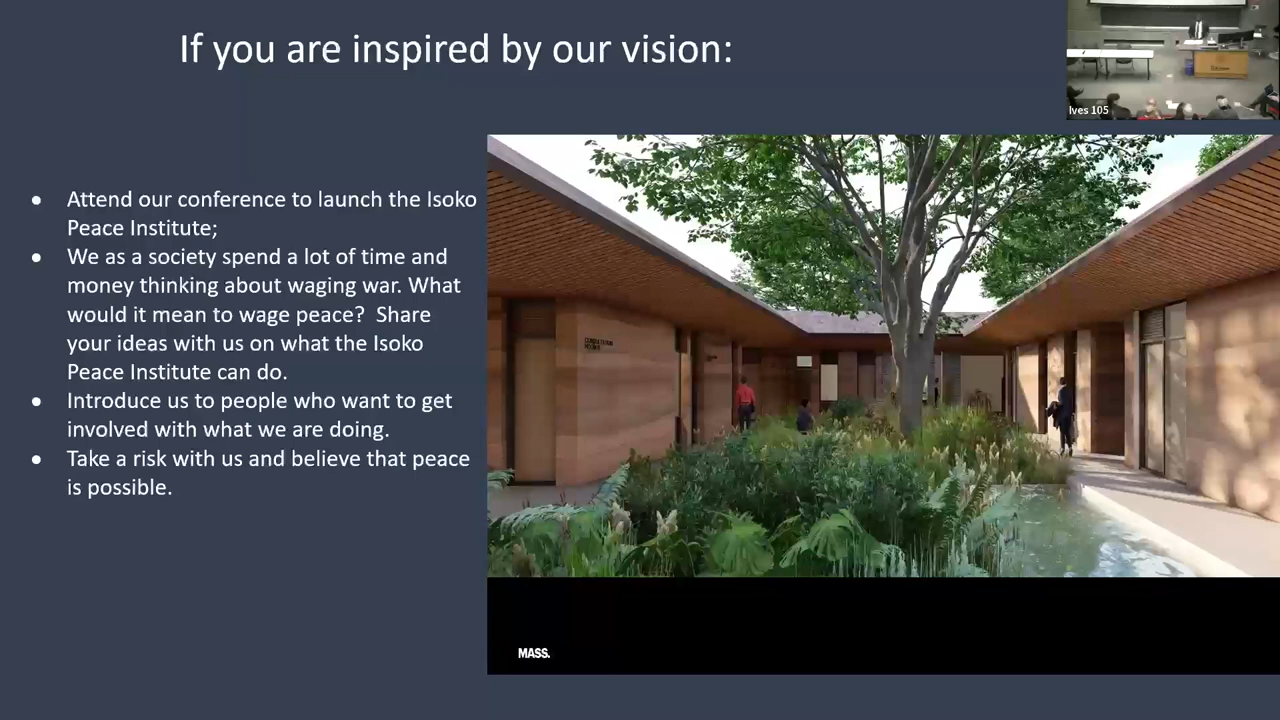 If you are inspired by our vision:
Ives 105
● Attend our conference to launch the Isoko
Peace Institute;
● We as a society spend a lot of time and
money thinking about waging war. What
would it mean to wage peace?  Share
your ideas with us on what the Isoko
Peace Institute can do.
● Introduce us to people who want to get
involved with what we are doing.
● Take a risk with us and believe that peace
is possible.
MASS.